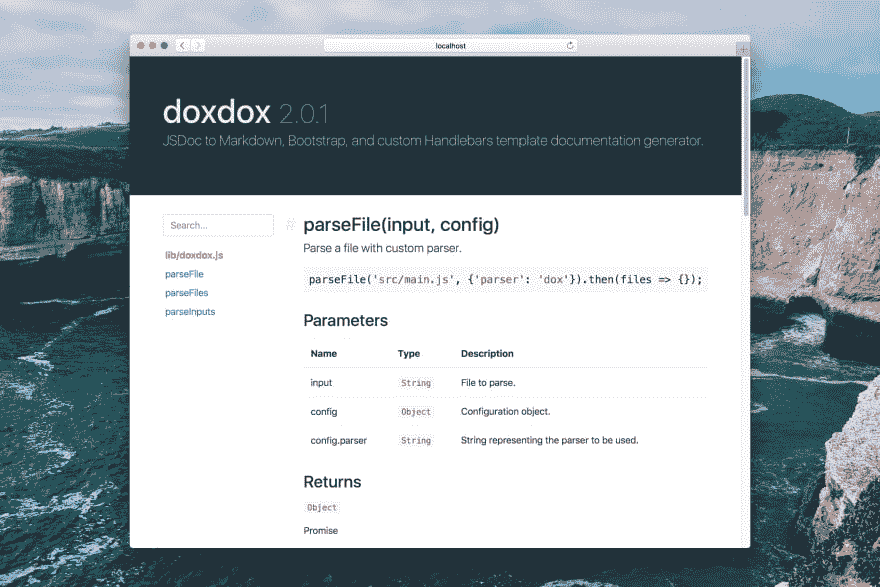 localhost
doxdox 2.0.1
JSDoc to Markdown, Bootstrap, and custom Handlebars template documentation generator.
Search...
lib/doxdox.js
parseFile
parseFiles
parseInputs
# parseFile(input, config)
Parse a file with custom parser.
parseFile('src/main.js', {'parser': 'dox'}).then(files => {});
Parameters
Name Type Description
input String File to parse.
config Object Configuration object.
config.parser String String representing the parser to be used.
Returns
Object
Promise